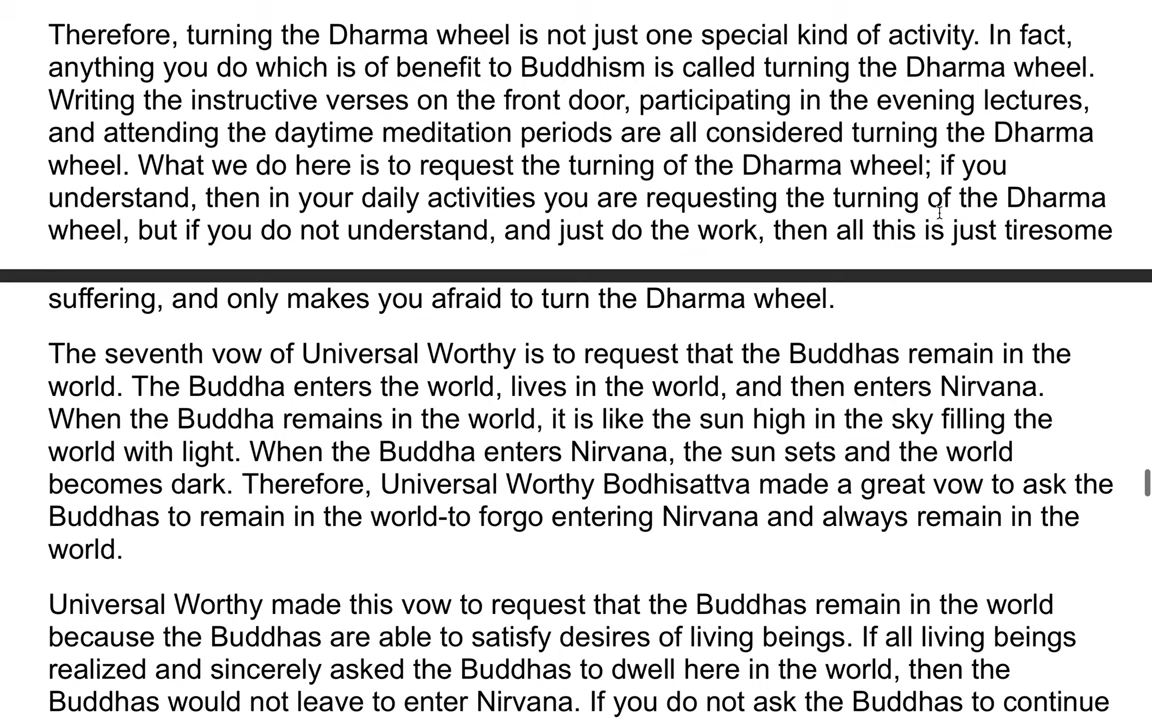 Therefore, turning the Dharma wheel is not just one special kind of activity. In fact,
anything you do which is of benefit to Buddhism is called turning the Dharma wheel.
Writing the instructive verses on the front door, participating in the evening lectures,
and attending the daytime meditation periods are all considered turning the Dharma
wheel. What we do here is to request the turning of the Dharma wheel; if you
understand, then in your daily activities you are requesting the turning of the Dharma
wheel, but if you do not understand, and just do the work, then all this is just tiresome
suffering, and only makes you afraid to turn the Dharma wheel.
The seventh vow of Universal Worthy is to request that the Buddhas remain in the
world. The Buddha enters the world, lives in the world, and then enters Nirvana.
When the Buddha remains in the world, it is like the sun high in the sky filling the
world with light. When the Buddha enters Nirvana, the sun sets and the world
becomes dark. Therefore, Universal Worthy Bodhisattva made a great vow to ask the
Buddhas to remain in the world-to forgo entering Nirvana and always remain in the
world.
Universal Worthy made this vow to request that the Buddhas remain in the world
because the Buddhas are able to satisfy desires of living beings. If all living beings
realized and sincerely asked the Buddhas to dwell here in the world, then the
Buddhas would not leave to enter Nirvana. If you do not ask the Buddhas to continue